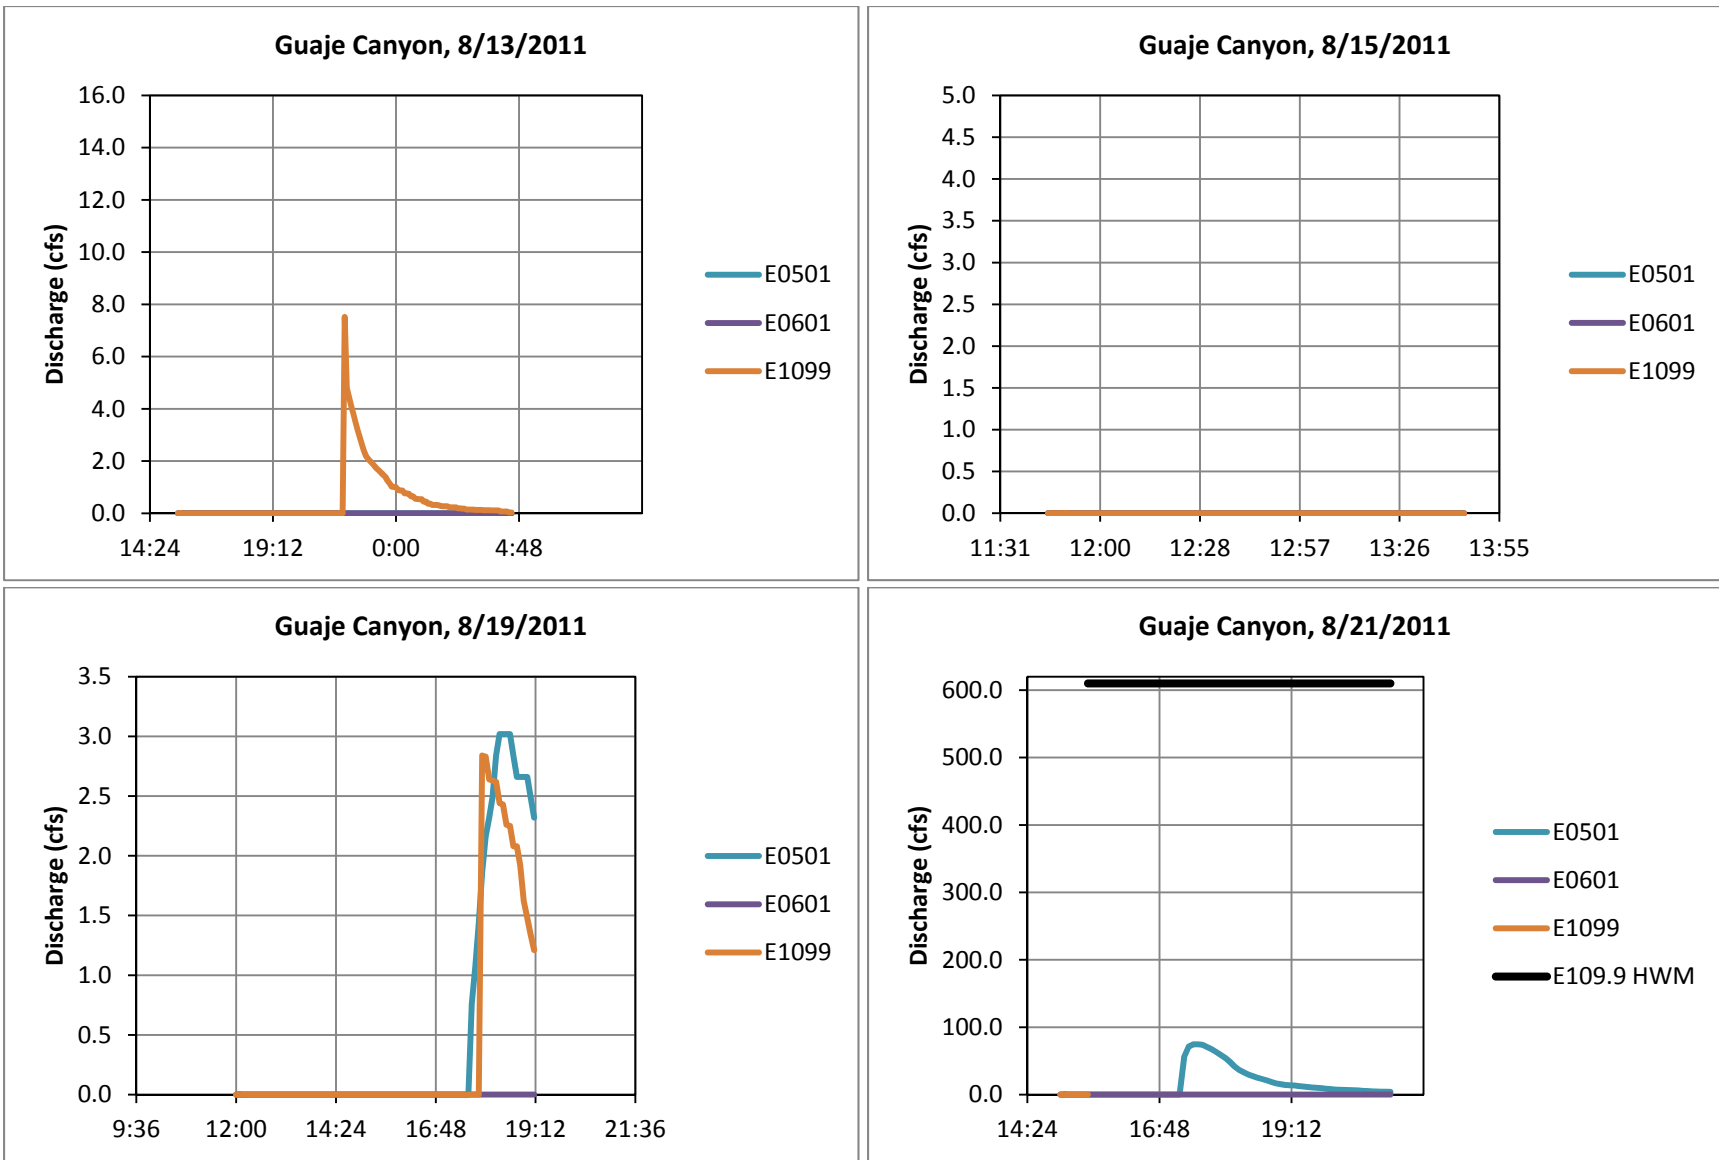 Guaje Canyon, 8/13/2011
16.0
14.0
12.0
10.0
8.0
6.0
4.0
2.0
0.0
Discharge (cfs)
14:24 19:12 0:00 4:48
E0501
E0601
E1099
Guaje Canyon, 8/15/2011
5.0
4.5
4.0
3.5
3.0
2.5
2.0
1.5
1.0
0.5
0.0
Discharge (cfs)
11:31 12:00 12:28 12:57 13:26 13:55
E0501
E0601
E1099
Guaje Canyon, 8/19/2011
3.5
3.0
2.5
2.0
1.5
1.0
0.5
0.0
Discharge (cfs)
9:36 12:00 14:24 16:48 19:12 21:36
E0501
E0601
E1099
Guaje Canyon, 8/21/2011
600.0
500.0
400.0
300.0
200.0
100.0
0.0
Discharge (cfs)
14:24 16:48 19:12
E0501
E0601
E1099
E109.9 HWM